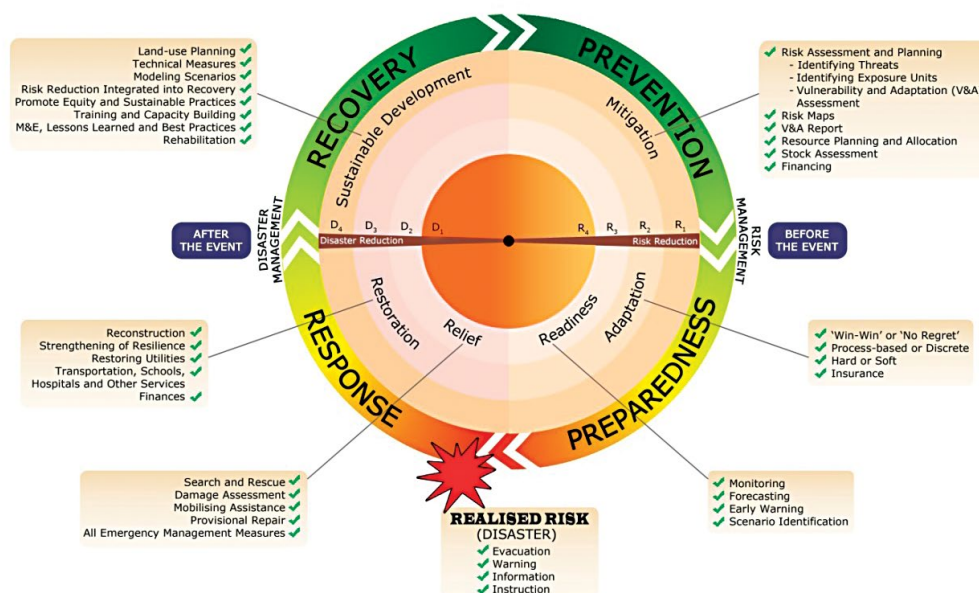 Land-use Planning
Technical Measures
Modeling Scenarios
Risk Reduction Integrated into Recovery
Promote Equity and Sustainable Practices
Training and Capacity Building
M&E, Lessons Learned and Best Practices
Rehabilitation
RECOVERY
PREVENTION
Sustainable Development
Mitigation
Risk Assessment and Planning
- Identifying Threats
- Identifying Exposure Units
- Vulnerability and Adaptation (V&A
Assessment
Risk Maps
V&A Report
Resource Planning and Allocation
Stock Assessment
Financing
AFTER
THE EVENT
DISASTER
MANAGEMENT
D4 D3 D2 D1 R4 R3 R2 R1
Disaster Reduction
Risk Reduction
RISK
MANAGEMENT
BEFORE
THE EVENT
Restoration
Relief
Readiness
Adaptation
RESPONSE
PREPAREDNESS
Reconstruction
Strengthening of Resilience
Restoring Utilities
Transportation, Schools,
Hospitals and Other Services
Finances
'Win-Win' or 'No Regret'
Process-based or Discrete
Hard or Soft
Insurance
Search and Rescue
Damage Assessment
Mobilising Assistance
Provisional Repair
All Emergency Management Measures
REALISED RISK
(DISASTER)
Evacuation
Warning
Information
Instruction
Monitoring
Forecasting
Early Warning
Scenario Identification